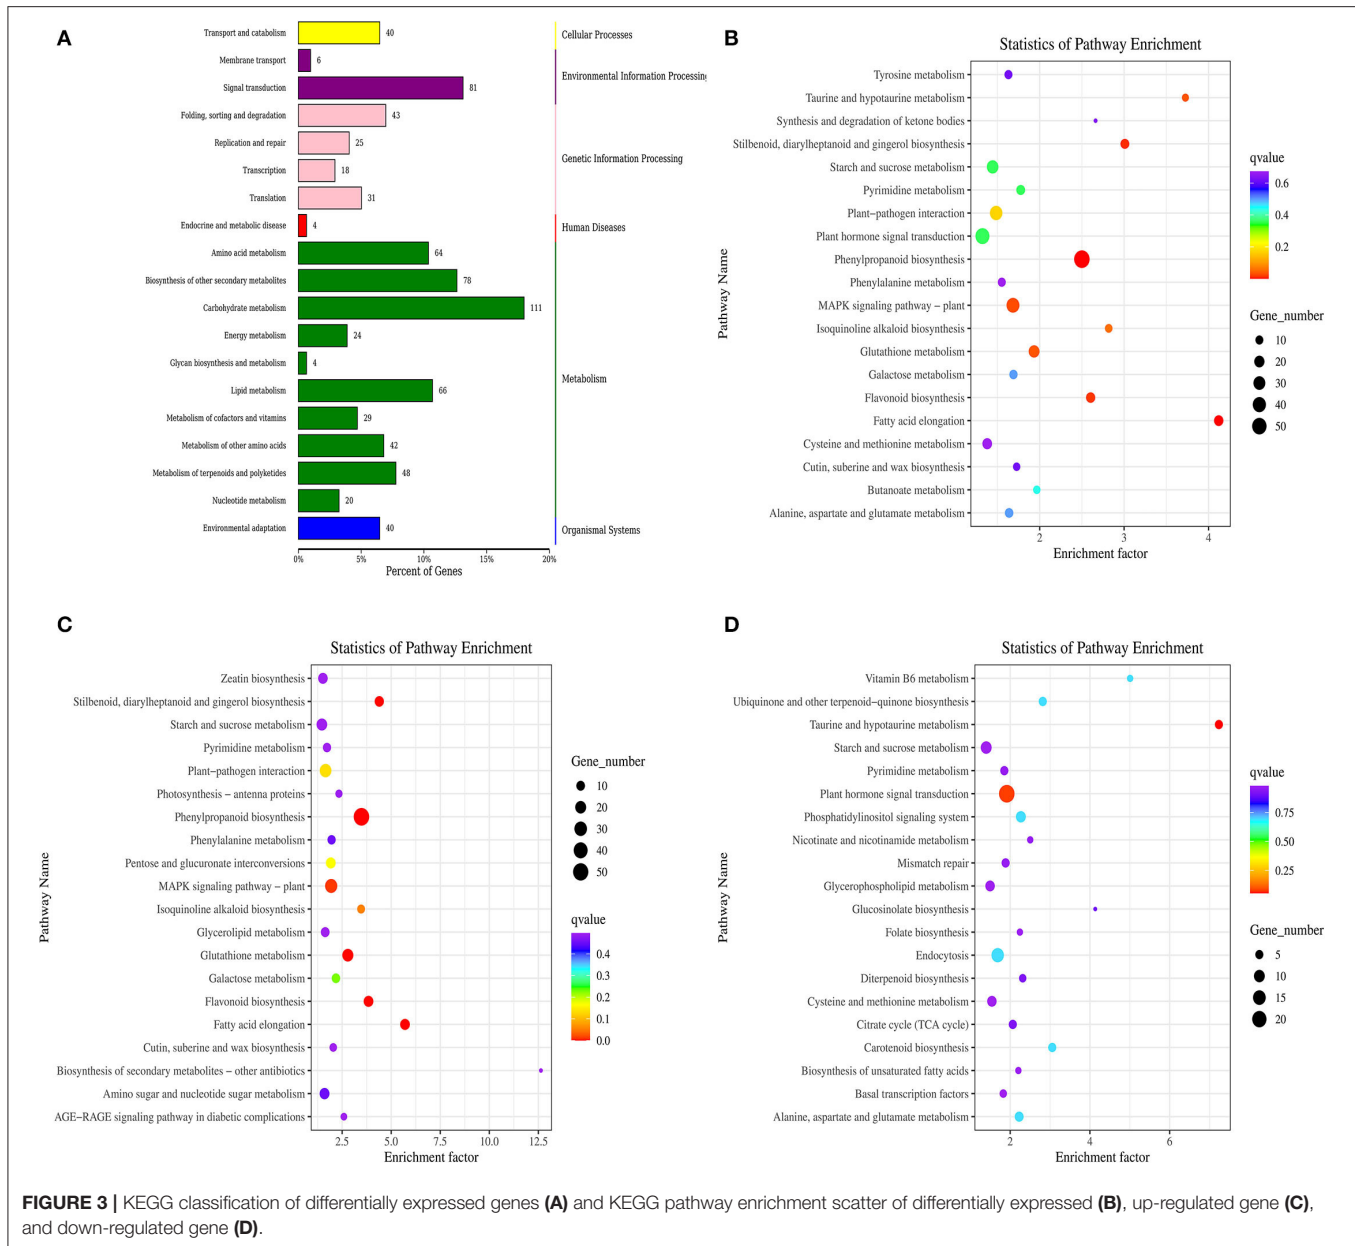 A
Transport and catabolism 40 Cellular Processes
Membrane transport 6
Environmental Information Processing
Signal transduction 81
Folding, sorting and degradation 43
Replication and repair 25
Genetic Information Processing
Transcription 18
Translation 31
Endocrine and metabolic disease 4 Human Diseases
Amino acid metabolism 64
Biosynthesis of other secondary metabolites 78
Carbohydrate metabolism 111
Energy metabolism 24
Glycan biosynthesis and metabolism 4
Metabolism
Lipid metabolism 66
Metabolism of cofactors and vitamins 29
Metabolism of other amino acids 42
Metabolism of terpenoids and polyketides 48
Nucleotide metabolism 20
Environmental adaptation 40 Organismal Systems
0% 5% 10% 15% 20%
Percent of Genes
B
Statistics of Pathway Enrichment
Pathway Name
Tyrosine metabolism
Taurine and hypotaurine metabolism
Synthesis and degradation of ketone bodies
Stilbenoid, diarylheptanoid and gingerol biosynthesis
Starch and sucrose metabolism
Pyrimidine metabolism
Plant−pathogen interaction
Plant hormone signal transduction
Phenylpropanoid biosynthesis
Phenylalanine metabolism
MAPK signaling pathway − plant
Isoquinoline alkaloid biosynthesis
Glutathione metabolism
Galactose metabolism
Flavonoid biosynthesis
Fatty acid elongation
Cysteine and methionine metabolism
Cutin, suberine and wax biosynthesis
Butanoate metabolism
Alanine, aspartate and glutamate metabolism
2 3 4
Enrichment factor
qvalue
0.6
0.4
0.2
Gene_number
10
20
30
40
50
C
Statistics of Pathway Enrichment
Pathway Name
Zeatin biosynthesis
Stilbenoid, diarylheptanoid and gingerol biosynthesis
Starch and sucrose metabolism
Pyrimidine metabolism
Plant−pathogen interaction
Photosynthesis − antenna proteins
Phenylpropanoid biosynthesis
Phenylalanine metabolism
Pentose and glucuronate interconversions
MAPK signaling pathway − plant
Isoquinoline alkaloid biosynthesis
Glycerolipid metabolism
Glutathione metabolism
Galactose metabolism
Flavonoid biosynthesis
Fatty acid elongation
Cutin, suberine and wax biosynthesis
Biosynthesis of secondary metabolites − other antibiotics
Amino sugar and nucleotide sugar metabolism
AGE−RAGE signaling pathway in diabetic complications
2.5 5.0 7.5 10.0 12.5
Enrichment factor
Gene_number
10
20
30
40
50
qvalue
0.4
0.3
0.2
0.1
0.0
D
Statistics of Pathway Enrichment
Pathway Name
Vitamin B6 metabolism
Ubiquinone and other terpenoid−quinone biosynthesis
Taurine and hypotaurine metabolism
Starch and sucrose metabolism
Pyrimidine metabolism
Plant hormone signal transduction
Phosphatidylinositol signaling system
Nicotinate and nicotinamide metabolism
Mismatch repair
Glycerophospholipid metabolism
Glucosinolate biosynthesis
Folate biosynthesis
Endocytosis
Diterpenoid biosynthesis
Cysteine and methionine metabolism
Citrate cycle (TCA cycle)
Carotenoid biosynthesis
Biosynthesis of unsaturated fatty acids
Basal transcription factors
Alanine, aspartate and glutamate metabolism
2 4 6
Enrichment factor
qvalue
0.75
0.50
0.25
Gene_number
5
10
15
20
FIGURE 3 | KEGG classification of differentially expressed genes (A) and KEGG pathway enrichment scatter of differentially expressed (B), up-regulated gene (C),
and down-regulated gene (D).